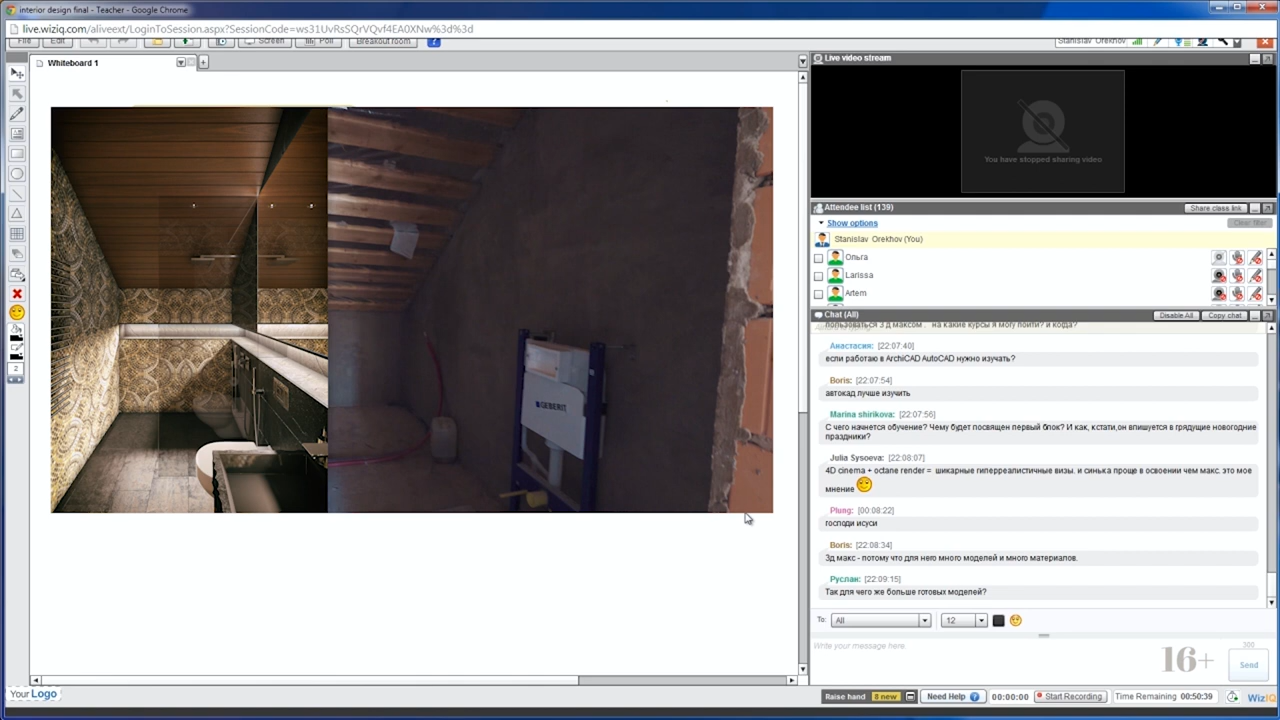 interior design final - Teacher - Google Chrome
live.wiziq.com/aliveext/LoginToSession.aspx?SessionCode=ws31UvRsSQrVQvf4EA0XNw%3d%3d
File Edit Screen Poll Breakout room
Stanislav Orekhov
Whiteboard 1
GEBERIT
2
Your Logo
Live video stream
You have stopped sharing video
Attendee list (139)
Share class link
Show options
Clear filter
Stanislav Orekhov (You)
Ольга
Larissa
Artem
Chat (All)
Disable All Copy chat
пользоваться 3 д максом . на какие курсы я могу пойти? и когда?
Анастасия: [22:07:40]
если работаю в ArchiCAD AutoCAD нужно изучать?
Boris: [22:07:54]
автокад лучше изучить
Marina shirikova: [22:07:56]
С чего начнется обучение? Чему будет посвящен первый блок? И как, кстати,он впишуется в грядущие новогодние
праздники?
Julia Sysoeva: [22:08:07]
4D cinema + octane render = шикарные гиперреалистичные визы. и синька проще в освоении чем макс. это мое
мнение
Plung: [00:08:22]
господи исуси
Boris: [22:08:34]
3д макс - потому что для него много моделей и много материалов.
Руслан: [22:09:15]
Так для чего же больше готовых моделей?
To: All 12
Write your message here.
16+
300
Send
Raise hand 8 new Need Help ? 00:00:00 Start Recording Time Remaining 00:50:39 WizIQ